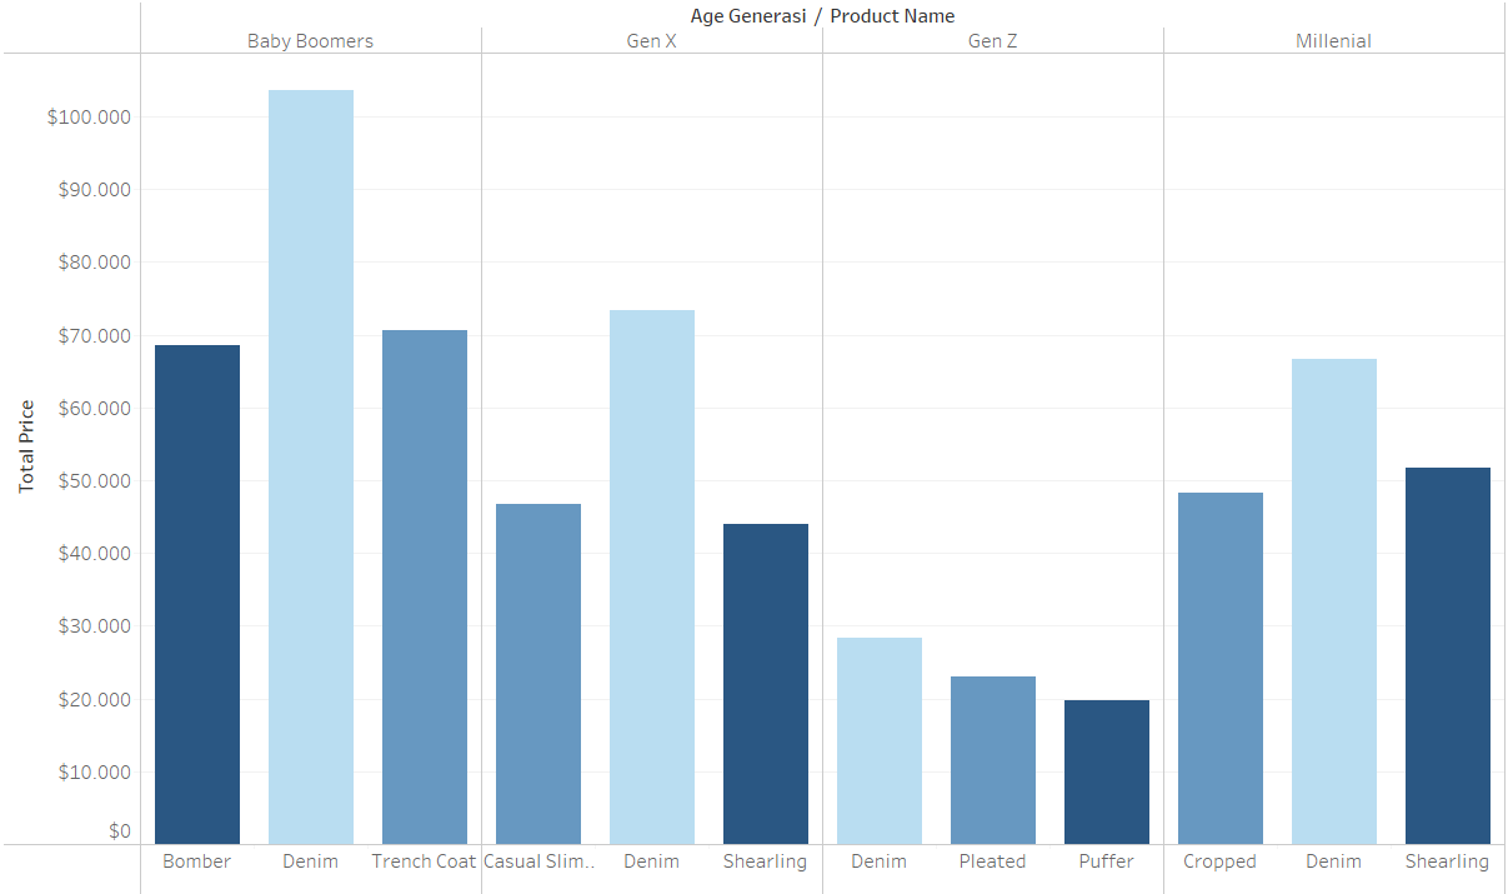 Age Generasi / Product Name
Baby Boomers Gen X Gen Z Millenial
$100.000
$90.000
$80.000
$70.000
$60.000
$50.000
$40.000
$30.000
$20.000
$10.000
$0
Total Price
Bomber Denim Trench Coat Casual Slim.. Denim Shearling Denim Pleated Puffer Cropped Denim Shearling